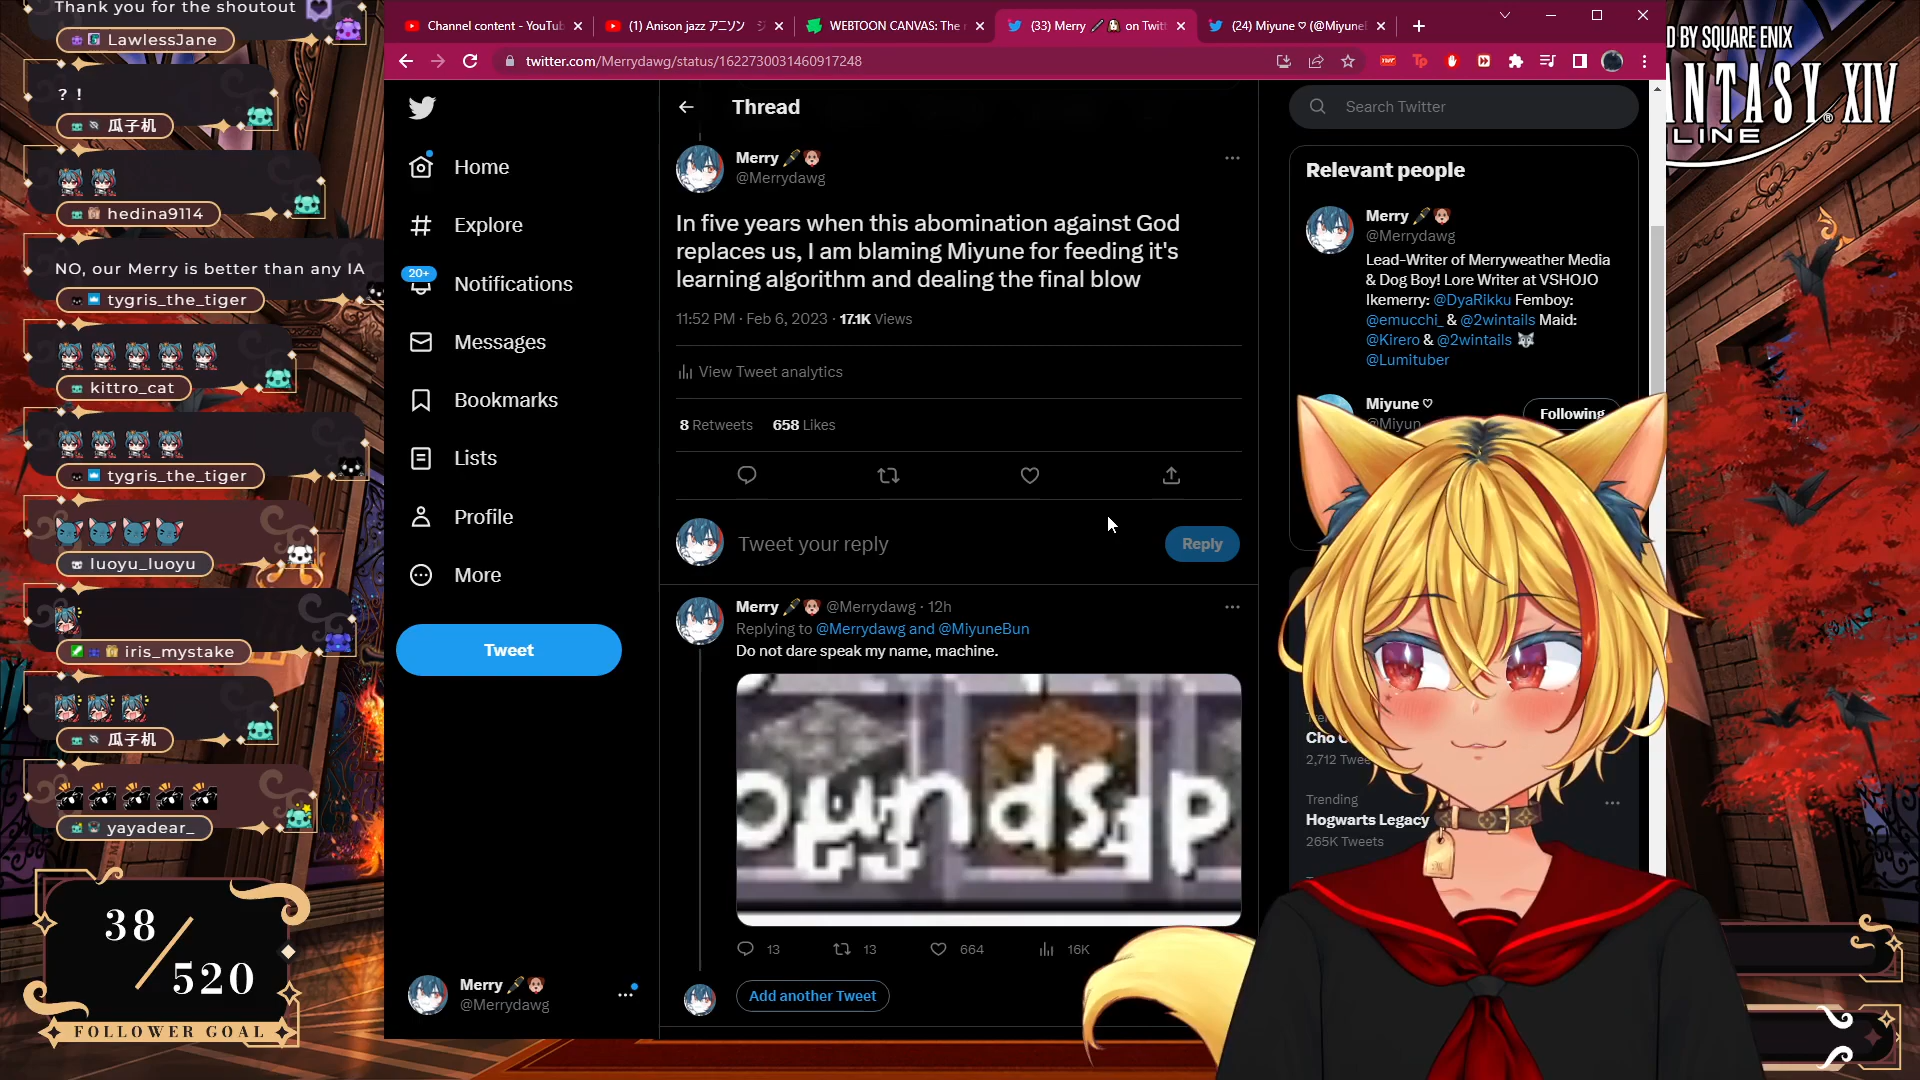 Thank you for the shoutout
LawlessJane
? !
瓜子机
hedina9114
NO, our Merry is better than any IA
tygris_the_tiger
kittro_cat
tygris_the_tiger
luoyu_luoyu
iris_mystake
瓜子机
yayadear_
38/520
FOLLOWER GOAL
Channel content - YouTub
(1) Anison jazz アニソン
WEBTOON CANVAS: The
(33) Merry on Twit
(24) Miyune ♡ (@MiyuneB
twitter.com/Merrydawg/status/1622730031460917248
Home
Explore
20+
Notifications
Messages
Bookmarks
Lists
Profile
More
Tweet
Merry
@Merrydawg
Thread
Merry
@Merrydawg
In five years when this abomination against God
replaces us, I am blaming Miyune for feeding it's
learning algorithm and dealing the final blow
11:52 PM · Feb 6, 2023 · 17.1K Views
View Tweet analytics
8 Retweets 658 Likes
Tweet your reply
Reply
Merry @Merrydawg · 12h
Replying to @Merrydawg and @MiyuneBun
Do not dare speak my name, machine.
13 13 664 16K
Add another Tweet
Search Twitter
Relevant people
Merry
@Merrydawg
Lead-Writer of Merryweather Media
& Dog Boy! Lore Writer at VSHOJO
Ikemerry: @DyaRikku Femboy:
@emucchi_ & @2wintails Maid:
@Kirero & @2wintails
@Lumituber
Miyune ♡
@Miyun
Following
Cho
2,712 Twee
Trending
Hogwarts Legacy
265K Tweets
D BY SQUARE ENIX
ANTASY XIV
LINE